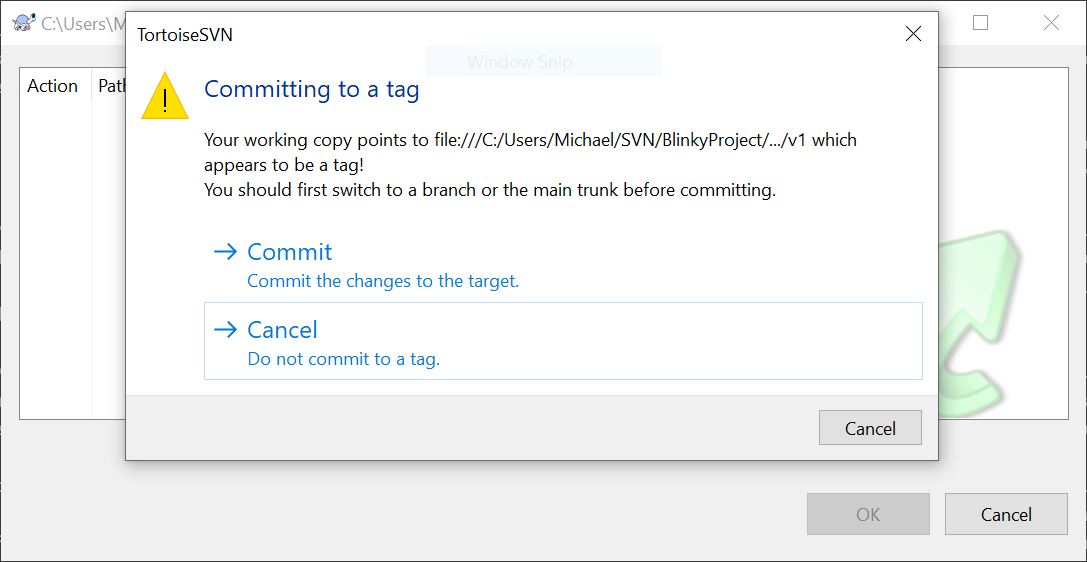 C:\Users\M
TortoiseSVN
Window Snip
Action
Path
Committing to a tag
Your working copy points to file:///C:/Users/Michael/SVN/BlinkyProject/.../v1 which
appears to be a tag!
You should first switch to a branch or the main trunk before committing.
Commit
Commit the changes to the target.
Cancel
Do not commit to a tag.
Cancel
OK
Cancel